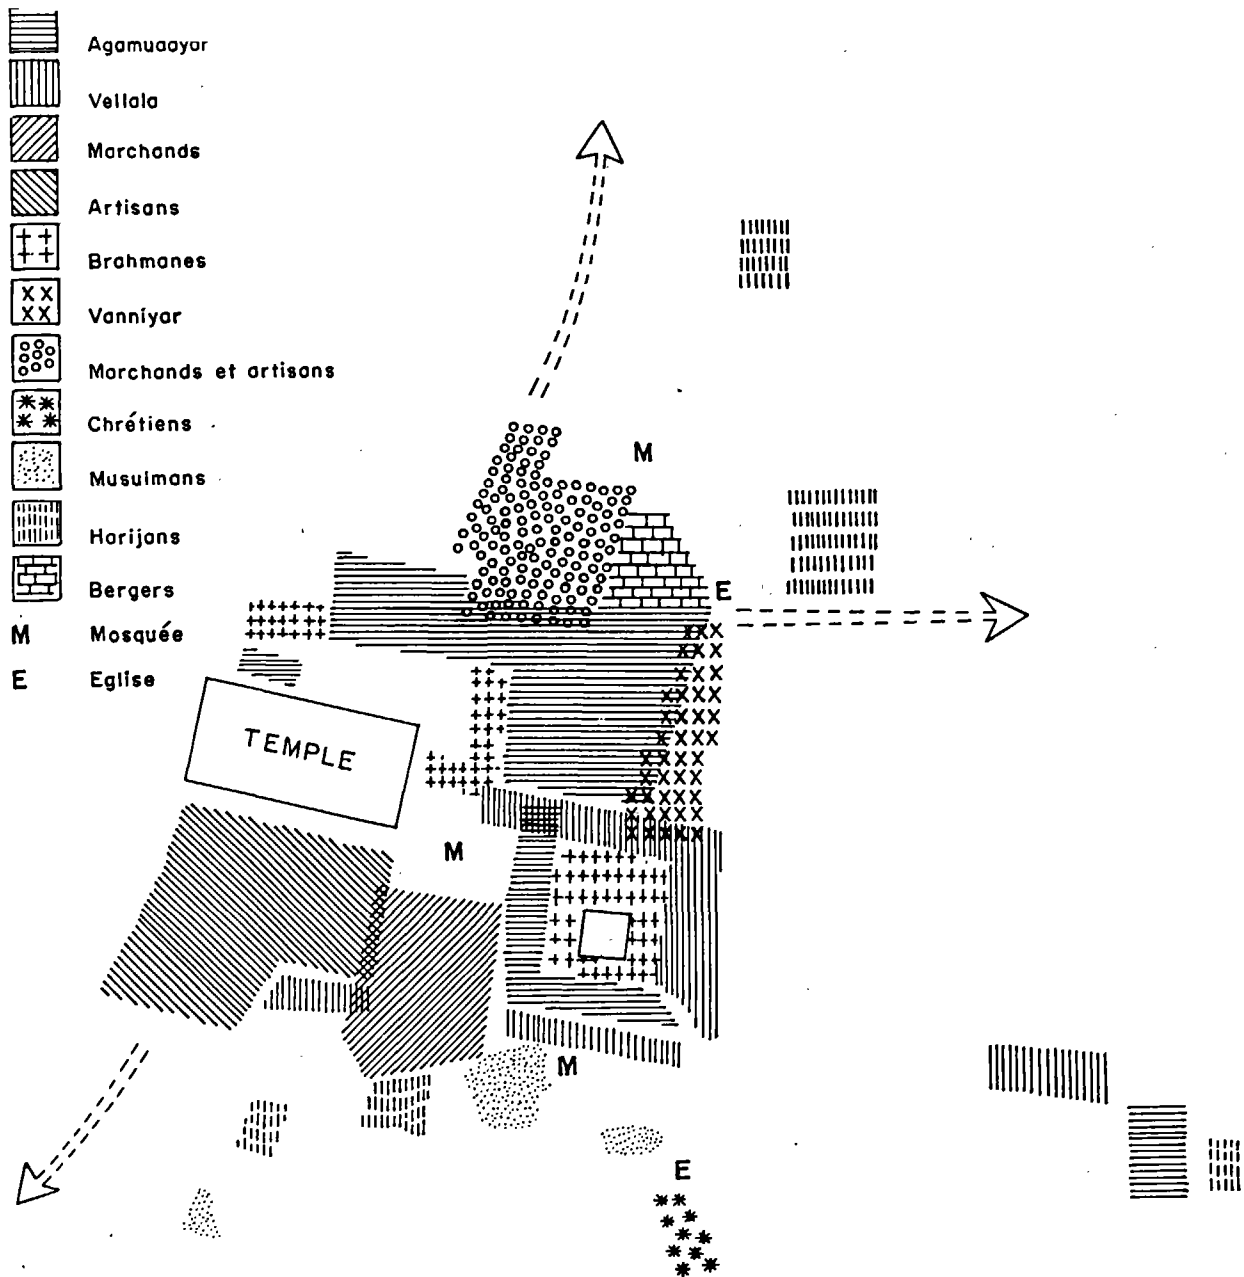 Agamudayar
Vellala
Marchands
Artisans
Brahmanes
Vanniyar
Marchands et artisans
Chrétiens
Musulmans
Harijans
Bergers
M Mosquée
E Eglise
M
E
TEMPLE
M
M
E